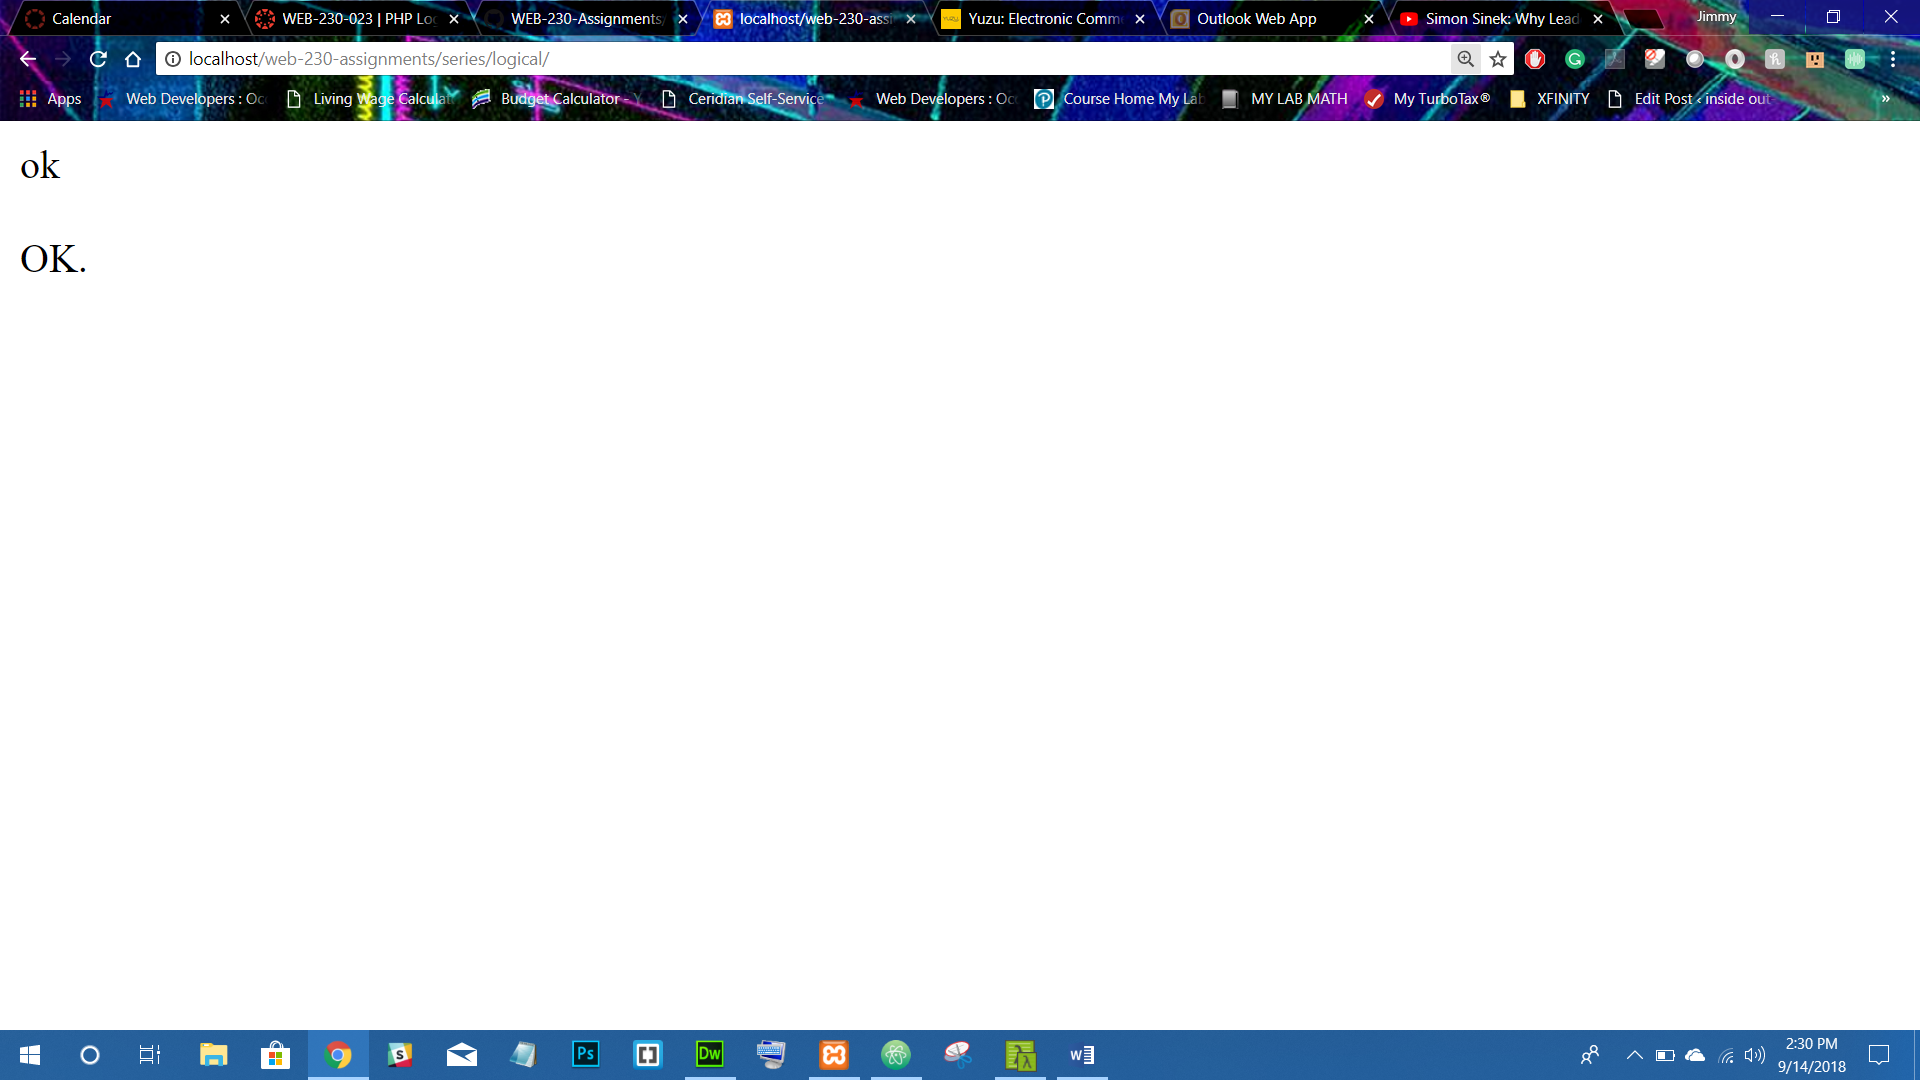 Calendar
WEB-230-023 | PHP Lo
WEB-230-Assignments
localhost/web-230-assi
Yuzu: Electronic Comme
Outlook Web App
Simon Sinek: Why Lead
Jimmy
localhost/web-230-assignments/series/logical/
Apps
Web Developers : Occ
Living Wage Calculat
Budget Calculator - Y
Ceridian Self-Service
Web Developers : Oc
Course Home My Lab
MY LAB MATH
My TurboTax®
XFINITY
Edit Post ‹ inside out
»
ok
OK.
2:30 PM
9/14/2018